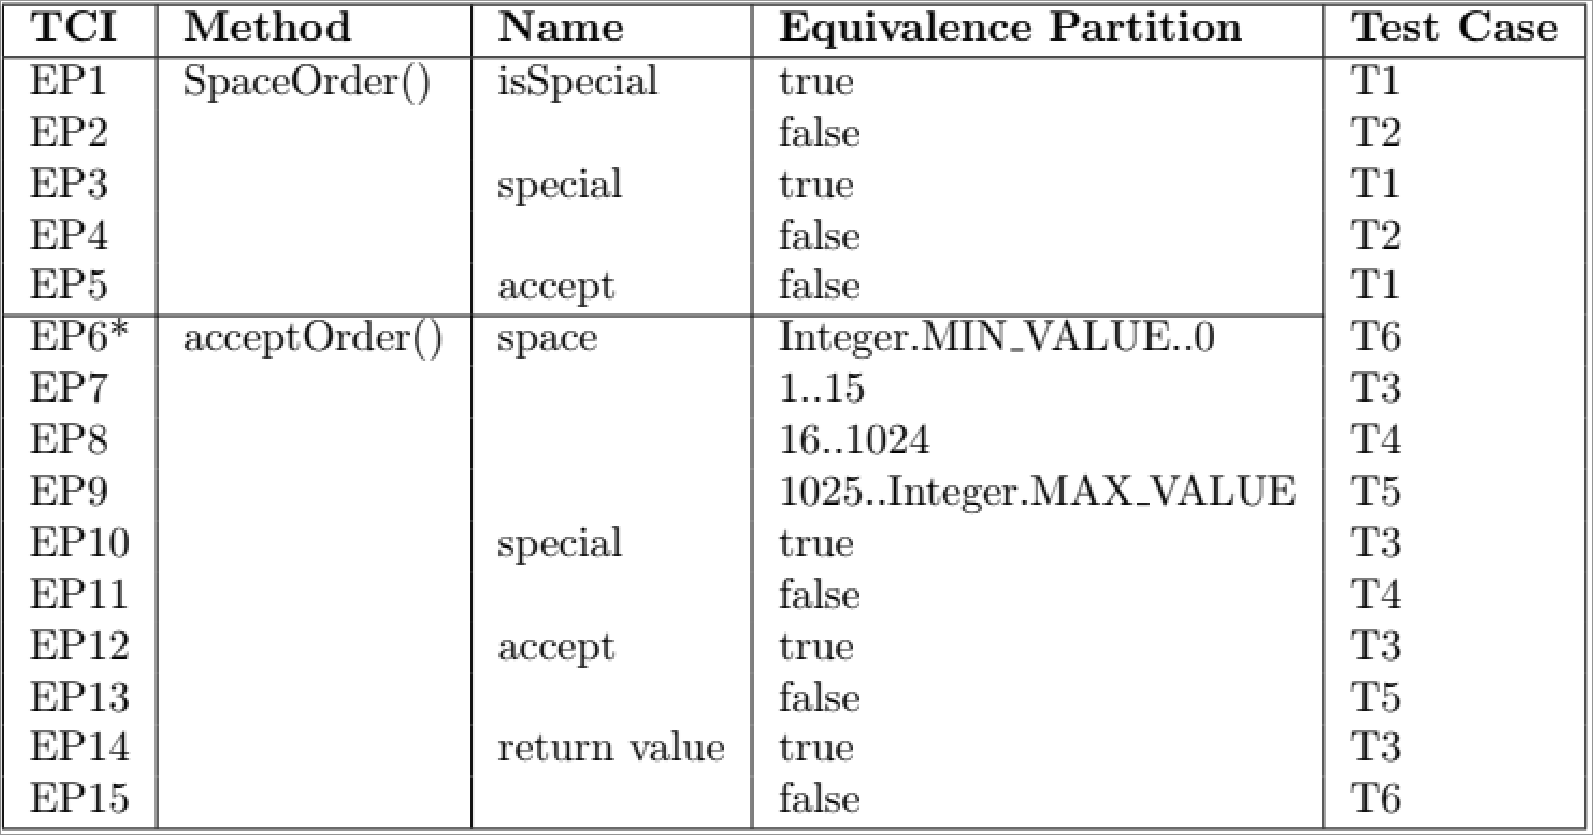 TCI Method Name Equivalence Partition Test Case
EP1 SpaceOrder() isSpecial true T1
EP2 false T2
EP3 special true T1
EP4 false T2
EP5 accept false T1
EP6* acceptOrder() space Integer.MIN_VALUE..0 T6
EP7 1..15 T3
EP8 16..1024 T4
EP9 1025..Integer.MAX_VALUE T5
EP10 special true T3
EP11 false T4
EP12 accept true T3
EP13 false T5
EP14 return value true T3
EP15 false T6